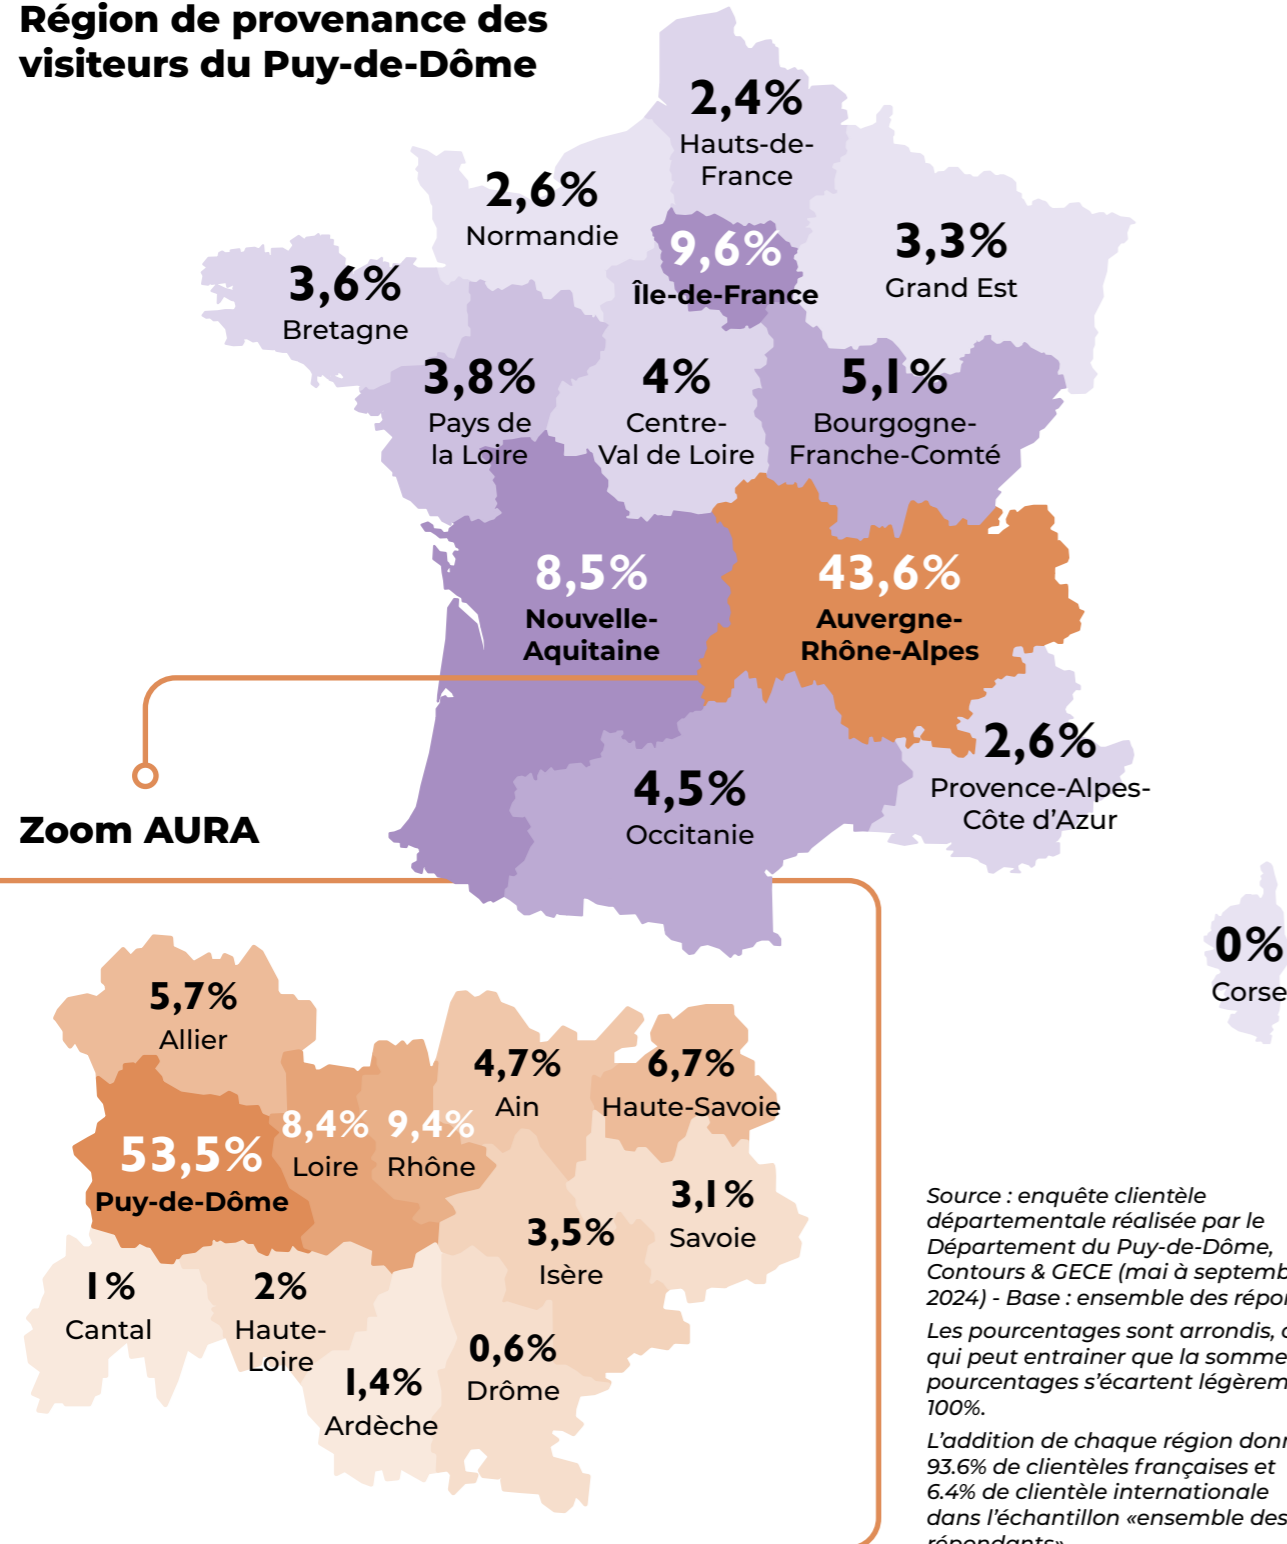 Région de provenance des
visiteurs du Puy-de-Dôme
2,4%
Hauts-de-
France
2,6%
Normandie
9,6%
Île-de-France
3,3%
Grand Est
3,6%
Bretagne
3,8%
Pays de
la Loire
4%
Centre-
Val de Loire
5,1%
Bourgogne-
Franche-Comté
8,5%
Nouvelle-
Aquitaine
43,6%
Auvergne-
Rhône-Alpes
2,6%
Provence-Alpes-
Côte d'Azur
4,5%
Occitanie
0%
Corse
Zoom AURA
5,7%
Allier
53,5%
Puy-de-Dôme
8,4%
Loire
9,4%
Rhône
4,7%
Ain
6,7%
Haute-Savoie
3,1%
Savoie
3,5%
Isère
1%
Cantal
2%
Haute-
Loire
1,4%
Ardèche
0,6%
Drôme
Source : enquête clientèle
départementale réalisée par le
Département du Puy-de-Dôme,
Contours & GECE (mai à septemb
2024) - Base : ensemble des répon
Les pourcentages sont arrondis,
qui peut entrainer que la somme
pourcentages s'écartent légèrem
100%.
L'addition de chaque région donn
93.6% de clientèles françaises et
6.4% de clientèle internationale
dans l'échantillon «ensemble des
répondants»